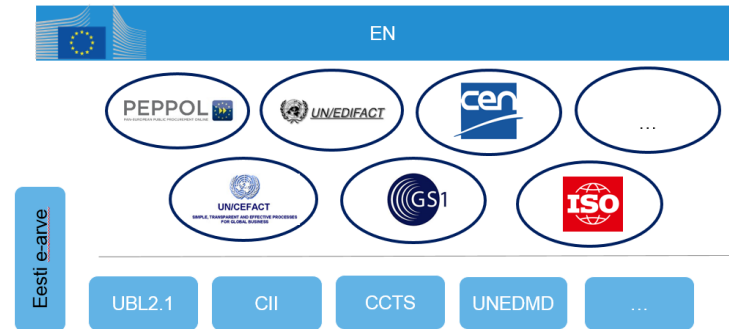 EN
PEPPOL
PAN-EUROPEAN PUBLIC PROCUREMENT ONLINE
UN/EDIFACT
cen
...
UN/CEFACT
SIMPLE, TRANSPARENT AND EFFECTIVE PROCESSES
FOR GLOBAL BUSINESS
GS1
ISO
Eesti e-arve
UBL2.1
CII
CCTS
UNEDMD
...